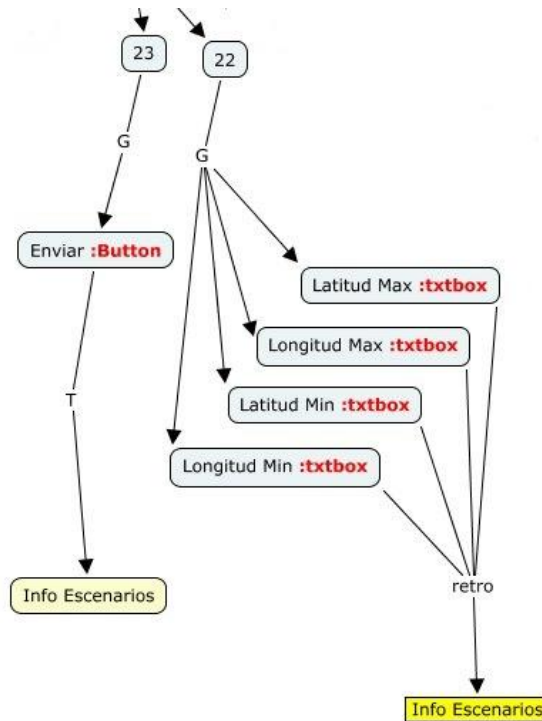 23
22
G
G
Enviar :Button
Latitud Max :txtbox
Longitud Max :txtbox
Latitud Min :txtbox
T
Longitud Min :txtbox
retro
Info Escenarios
Info Escenarios